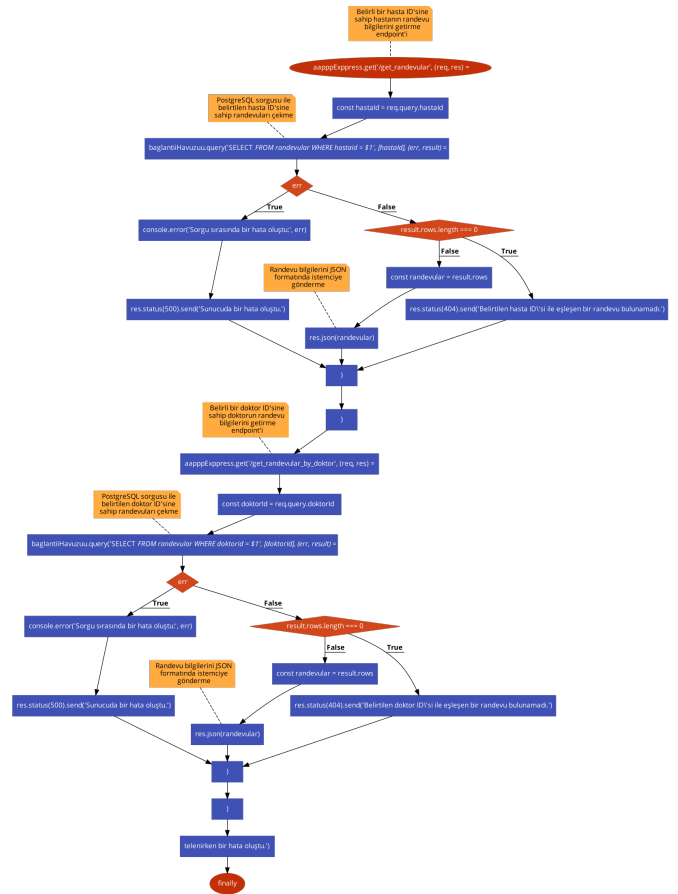 Belirli bir hasta ID'sine
sahip hastanın randevu
bilgilerini getirme
endpoint'i
aapppExppress.get('/get_randevular', (req, res) =
const hastaId = req.query.hastaId
PostgreSQL sorgusu ile
belirtilen hasta ID'sine
sahip randevuları çekme
baglantiiHavuzuu.query('SELECT FROM randevular WHERE hastaid = $1', [hastaId], (err, result) =
err
True
False
console.error('Sorgu sırasında bir hata oluştu:', err)
result.rows.length === 0
False
True
Randevu bilgilerini JSON
formatında istemciye
gönderme
const randevular = result.rows
res.status(500).send('Sunucuda bir hata oluştu.')
res.status(404).send('Belirtilen hasta ID\'si ile eşleşen bir randevu bulunamadı.')
res.json(randevular)
)
)
Belirli bir doktor ID'sine
sahip doktorun randevu
bilgilerini getirme
endpoint'i
aapppExppress.get('/get_randevular_by_doktor', (req, res) =
const doktorId = req.query.doktorId
PostgreSQL sorgusu ile
belirtilen doktor ID'sine
sahip randevuları çekme
baglantiiHavuzuu.query('SELECT FROM randevular WHERE doktorid = $1', [doktorId], (err, result) =
err
True
False
console.error('Sorgu sırasında bir hata oluştu:', err)
result.rows.length === 0
False
True
Randevu bilgilerini JSON
formatında istemciye
gönderme
const randevular = result.rows
res.status(500).send('Sunucuda bir hata oluştu.')
res.status(404).send('Belirtilen doktor ID\'si ile eşleşen bir randevu bulunamadı.')
res.json(randevular)
)
)
telenirken bir hata oluştu.')
finally